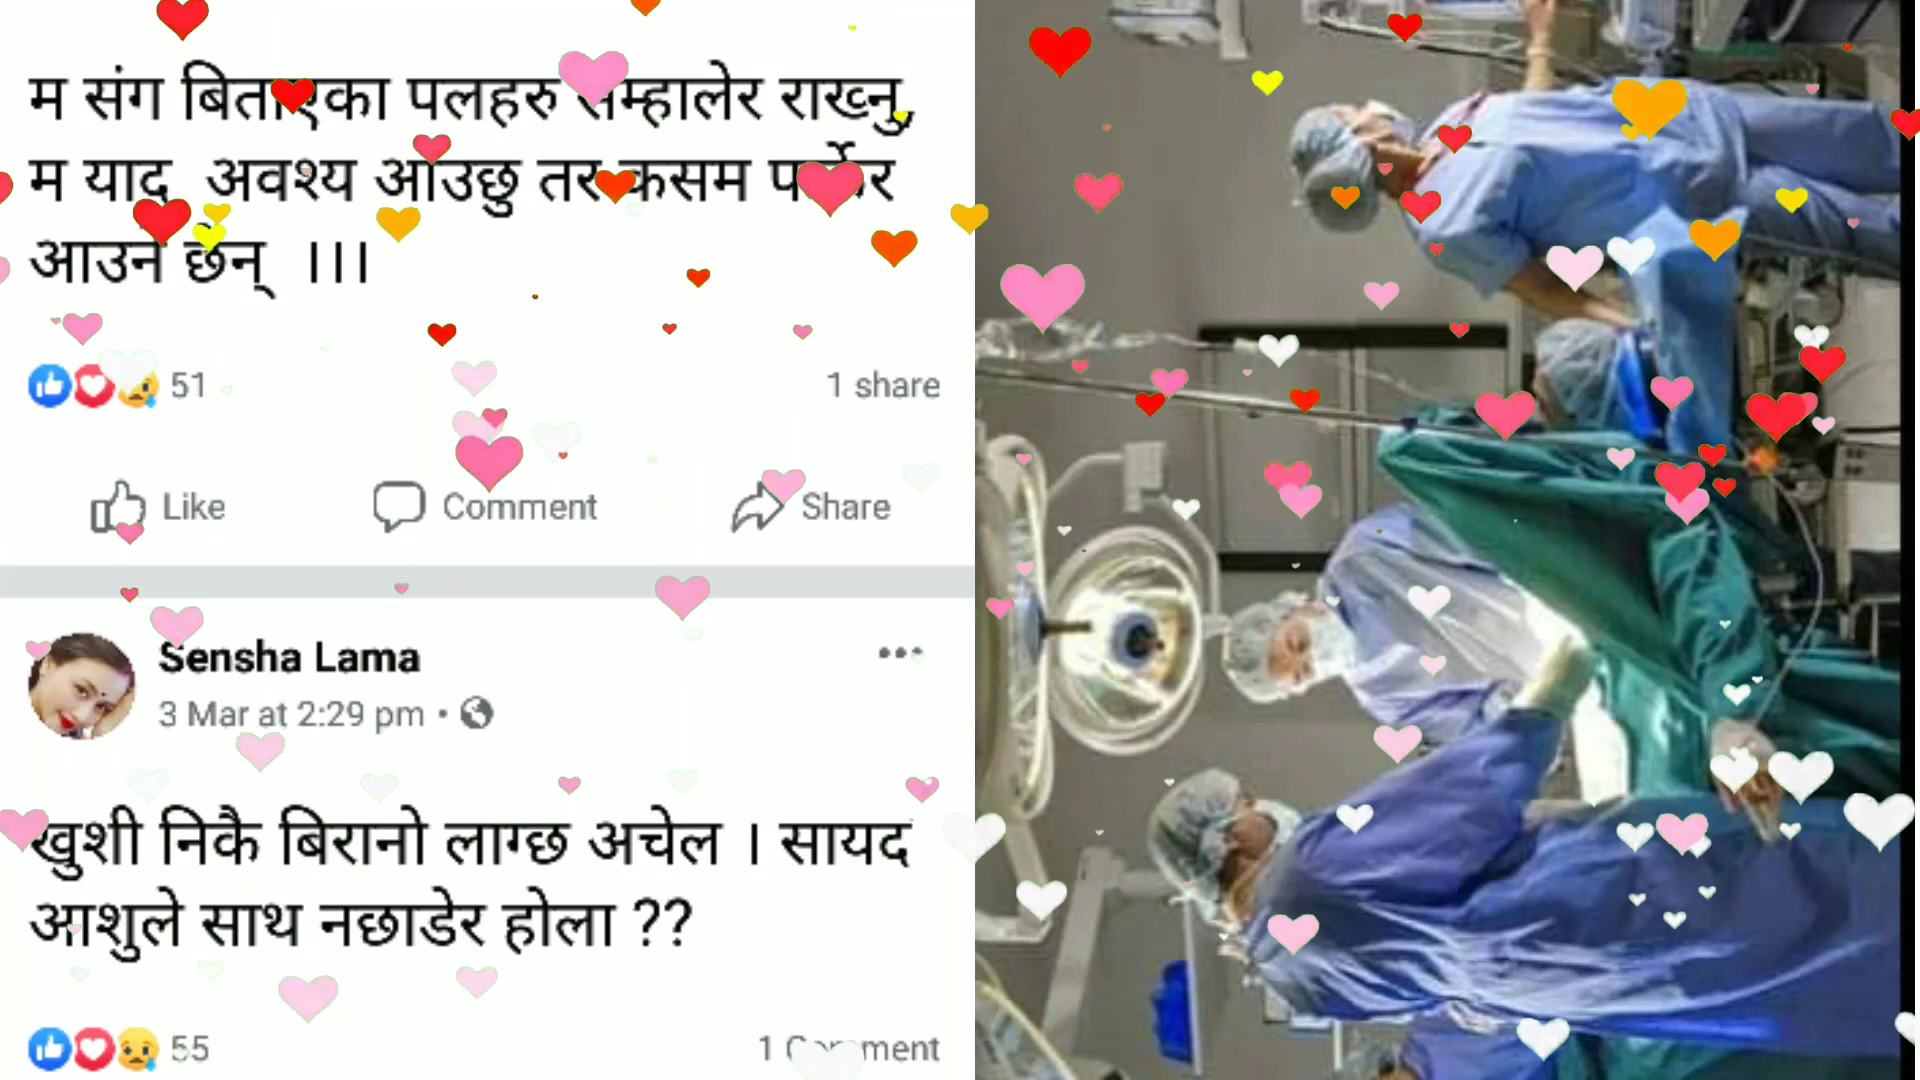 म संग बिताएका पलहरु सम्हालेर राख्नु,
म याद अवश्य आउछु तर कसम पर्केर
आउने छैन् ।।।
51
1 share
Like
Comment
Share
Sensha Lama
3 Mar at 2:29 pm
खुशी निकै बिरानो लाग्छ अचेल । सायद
आशुले साथ नछाडेर होला ??
55
1 Comment